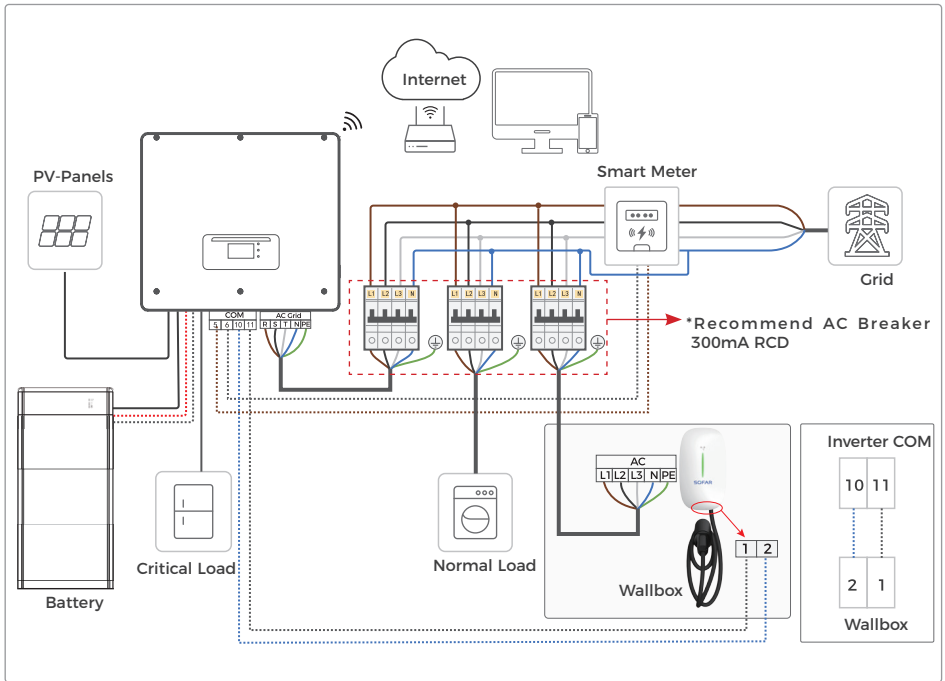 Internet
Smart Meter
PV-Panels
Grid
COM
AC Grid
5 6 10 11
R S T N PE
L1 L2 L3 N
L1 L2 L3 N
L1 L2 L3 N
*Recommend AC Breaker
300mA RCD
Inverter COM
10 11
2 1
Wallbox
AC
L1 L2 L3 N PE
SOFAR
1 2
Wallbox
Critical Load
Normal Load
Battery